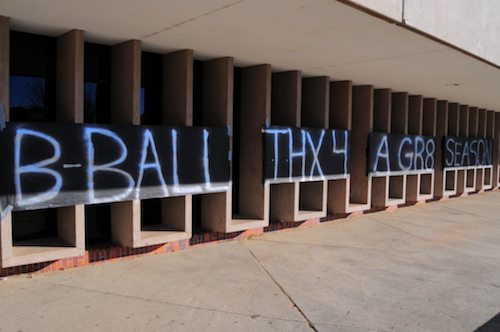 B-BALL THX 4 A GR8 SEASON